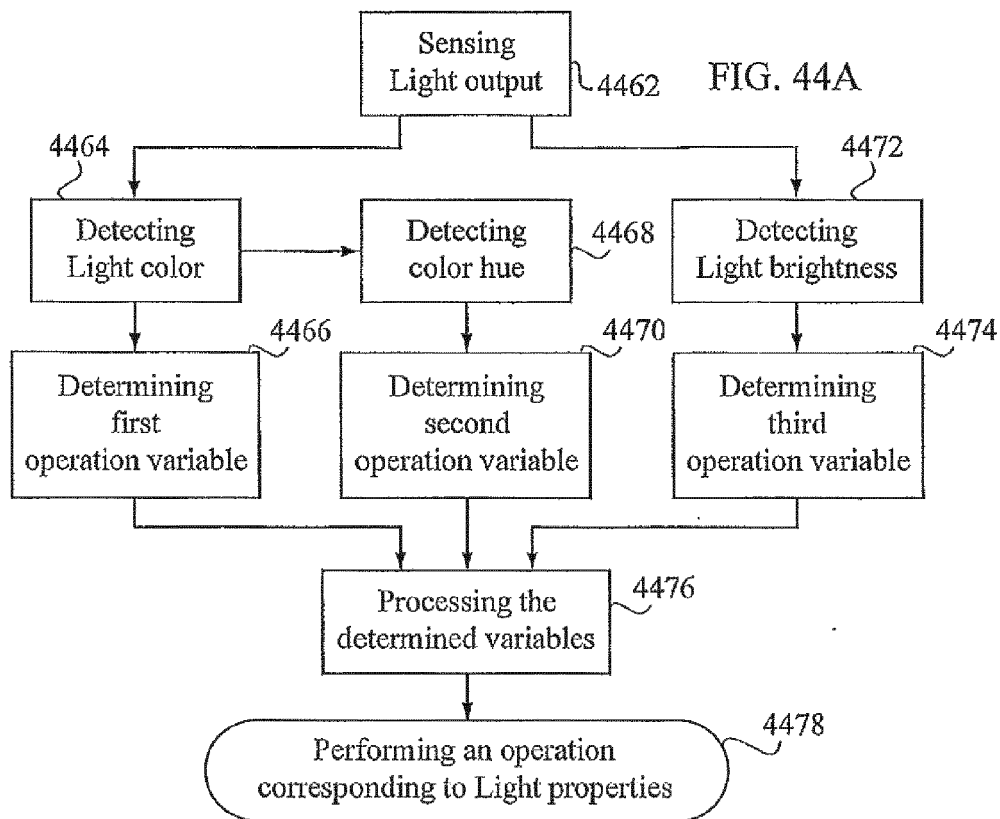 Sensing
Light output
4462
FIG. 44A
4464
4472
Detecting
Light color
Detecting
color hue
4468
Detecting
Light brightness
4466
4470
4474
Determining
first
operation variable
Determining
second
operation variable
Determining
third
operation variable
Processing the
determined variables
4476
Performing an operation
corresponding to Light properties
4478